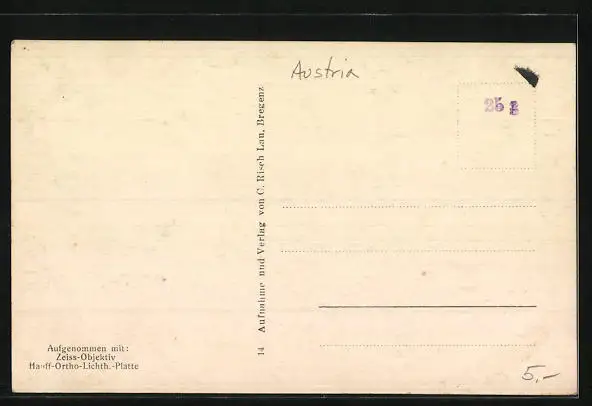 Austria
25
14 Aufnahme und Verlag von C. Risch Lau, Bregenz
Aufgenommen mit:
Zeiss-Objektiv
Hauff-Ortho-Lichth.-Platte
5,-